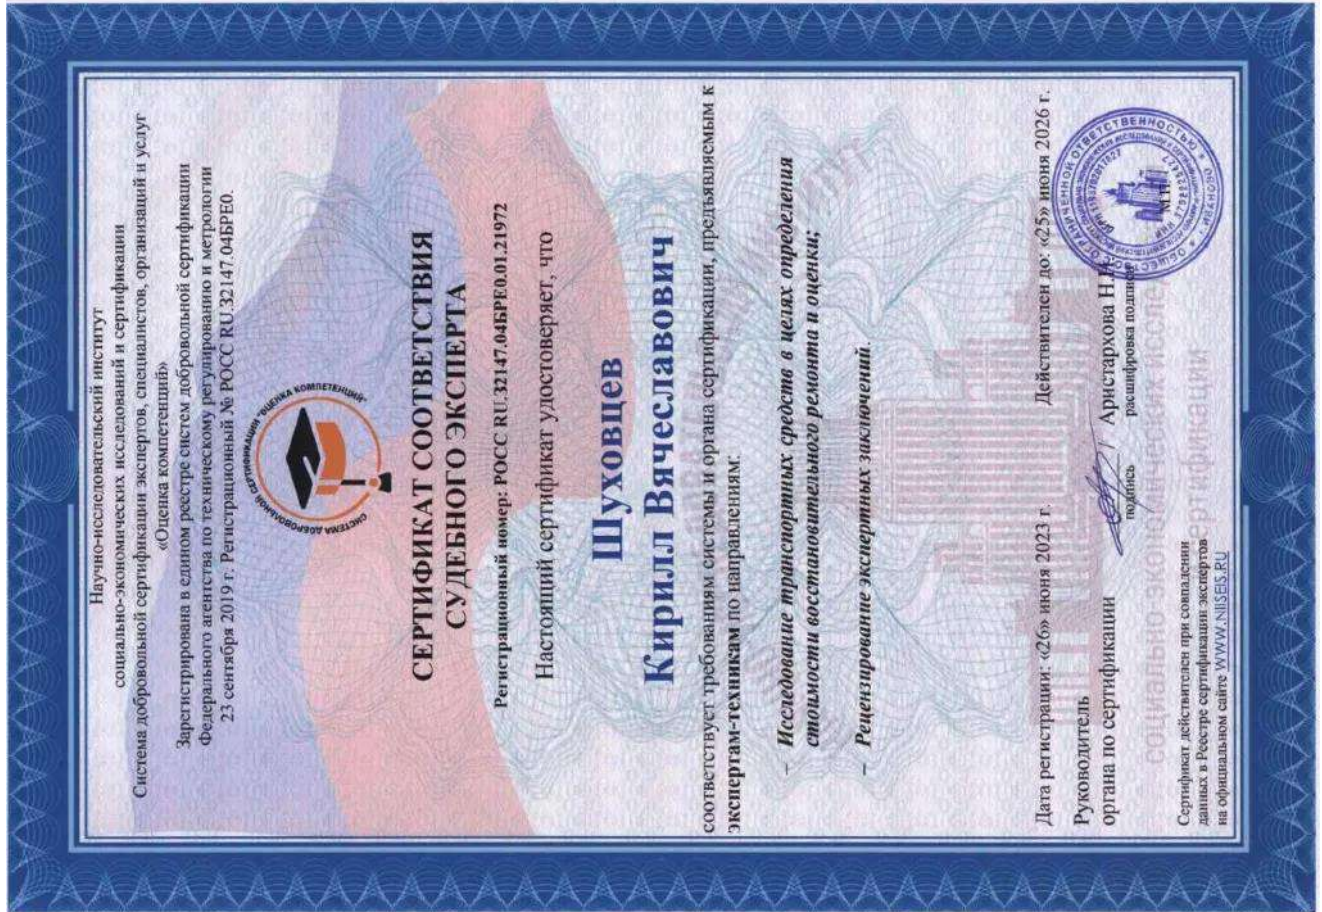 Научно-исследовательский институт
социально-экономических исследований и сертификации
Система добровольной сертификации экспертов, специалистов, организаций и услуг
«Оценка компетенций»
Зарегистрирована в едином реестре систем добровольной сертификации
Федерального агентства по техническому регулированию и метрологии
23 сентября 2019 г. Регистрационный № РОСС RU.32147.04БРЕ0.
СИСТЕМА ДОБРОВОЛЬНОЙ СЕРТИФИКАЦИИ "ОЦЕНКА КОМПЕТЕНЦИЙ"
СЕРТИФИКАТ СООТВЕТСТВИЯ
СУДЕБНОГО ЭКСПЕРТА
Регистрационный номер: РОСС RU.32147.04БРЕ0.01.21972
Настоящий сертификат удостоверяет, что
Шуховцев
Кирилл Вячеславович
соответствует требованиям системы и органа сертификации, предъявляемым к
экспертам-техникам по направлениям:
– Исследование транспортных средств в целях определения
стоимости восстановительного ремонта и оценки;
– Рецензирование экспертных заключений.
Дата регистрации: «26» июня 2023 г. Действителен до: «25» июня 2026 г.
Руководитель
органа по сертификации / Аристархова Н.
подпись расшифровка подписи
М.П.
Сертификат действителен при совпадении
данных в Реестре сертификации экспертов
на официальном сайте WWW.NIISEIS.RU